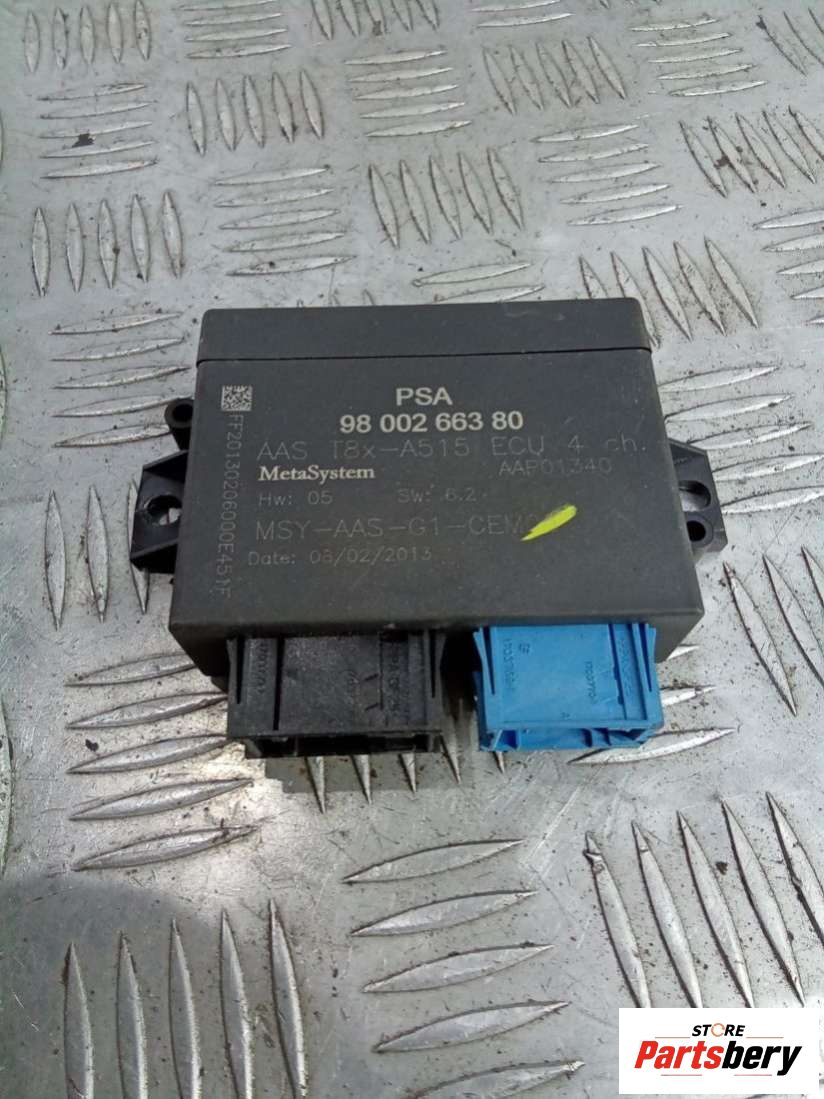 PSA
98 002 663 80
AAS T8x-A515 ECU 4 ch.
MetaSystem AAP01340
Hw: 05 Sw: 6.2
MSY-AAS-G1-CEM
Date: 08/02/2013
FF20130206000E4511F
STORE
Partsbery